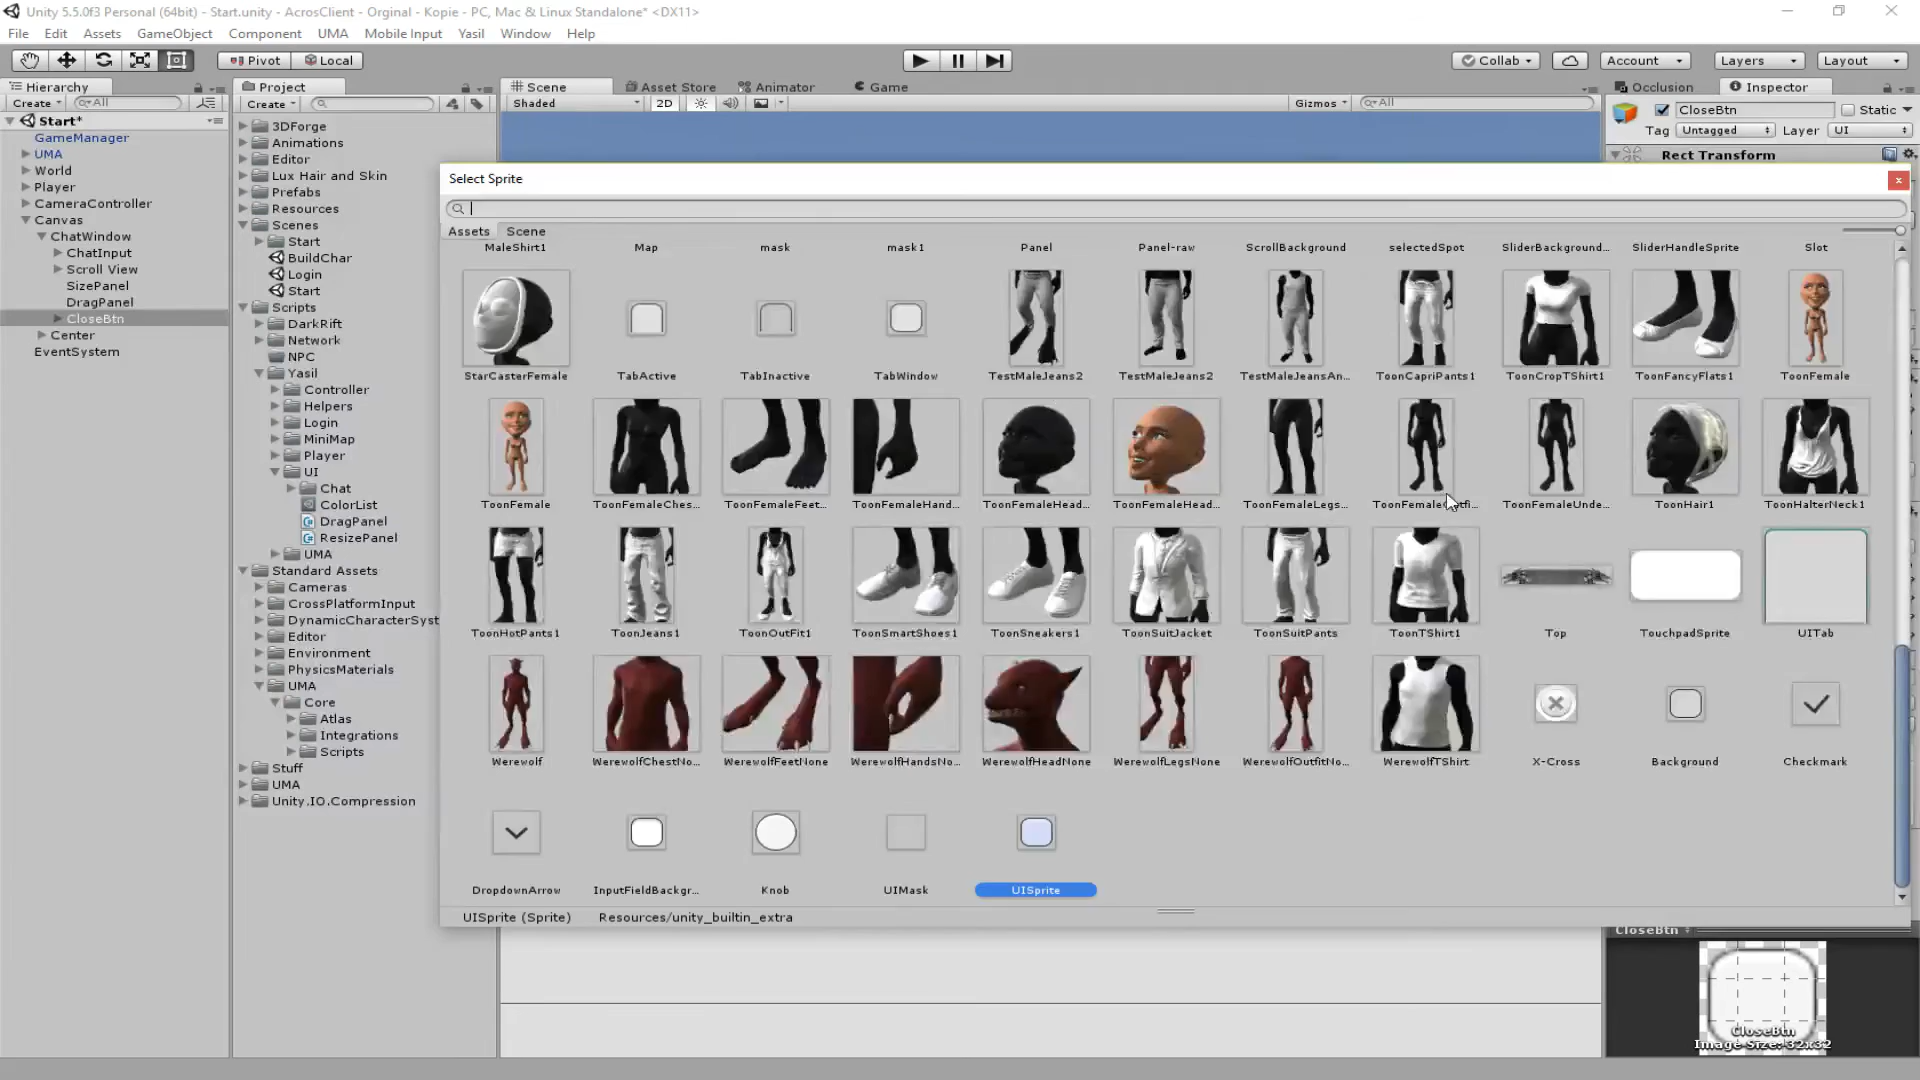 Unity 5.5.0f3 Personal (64bit) - Start.unity - AcrosClient - Orginal - Kopie - PC, Mac & Linux Standalone* <DX11>
File Edit Assets GameObject Component UMA Mobile Input Yasil Window Help
Pivot Local Collab Account Layers Layout
Hierarchy Project Scene Asset Store Animator Game Occlusion Inspector
Create All Create Shaded 2D Gizmos All CloseBtn Static
Start*
Tag Untagged Layer UI
Rect Transform
GameManager
UMA
World
Player
CameraController
Canvas
ChatWindow
ChatInput
Scroll View
SizePanel
DragPanel
CloseBtn
Center
EventSystem
3DForge
Animations
Editor
Lux Hair and Skin
Prefabs
Resources
Scenes
Start
BuildChar
Login
Start
Scripts
DarkRift
Network
NPC
Yasil
Controller
Helpers
Login
MiniMap
Player
UI
Chat
ColorList
DragPanel
ResizePanel
UMA
Standard Assets
Cameras
CrossPlatformInput
DynamicCharacterSyst
Editor
Environment
PhysicsMaterials
UMA
Core
Atlas
Integrations
Scripts
Stuff
UMA
Unity.IO.Compression
Select Sprite
x
Assets Scene
MaleShirt1 Map mask mask1 Panel Panel-raw ScrollBackground selectedSpot SliderBackground... SliderHandleSprite Slot
StarCasterFemale TabActive TabInactive TabWindow TestMaleJeans2 TestMaleJeans2 TestMaleJeansAn... ToonCapriPants1 ToonCropTShirt1 ToonFancyFlats1 ToonFemale
ToonFemale ToonFemaleChes... ToonFemaleFeet... ToonFemaleHand... ToonFemaleHead... ToonFemaleHead... ToonFemaleLegs... ToonFemaleUnde... ToonHair1 ToonHalterNeck1
ToonHotPants1 ToonJeans1 ToonOutFit1 ToonSmartShoes1 ToonSneakers1 ToonSuitJacket ToonSuitPants ToonTShirt1 Top TouchpadSprite UITab
Werewolf WerewolfChestNo... WerewolfFeetNone WerewolfHandsNo... WerewolfHeadNone WerewolfLegsNone WerewolfOutfitNo... WerewolfTShirt X-Cross Background Checkmark
DropdownArrow InputFieldBackgr... Knob UIMask UISprite
UISprite (Sprite) Resources/unity_builtin_extra
CloseBtn
CloseBtn
Image Size: 32x32